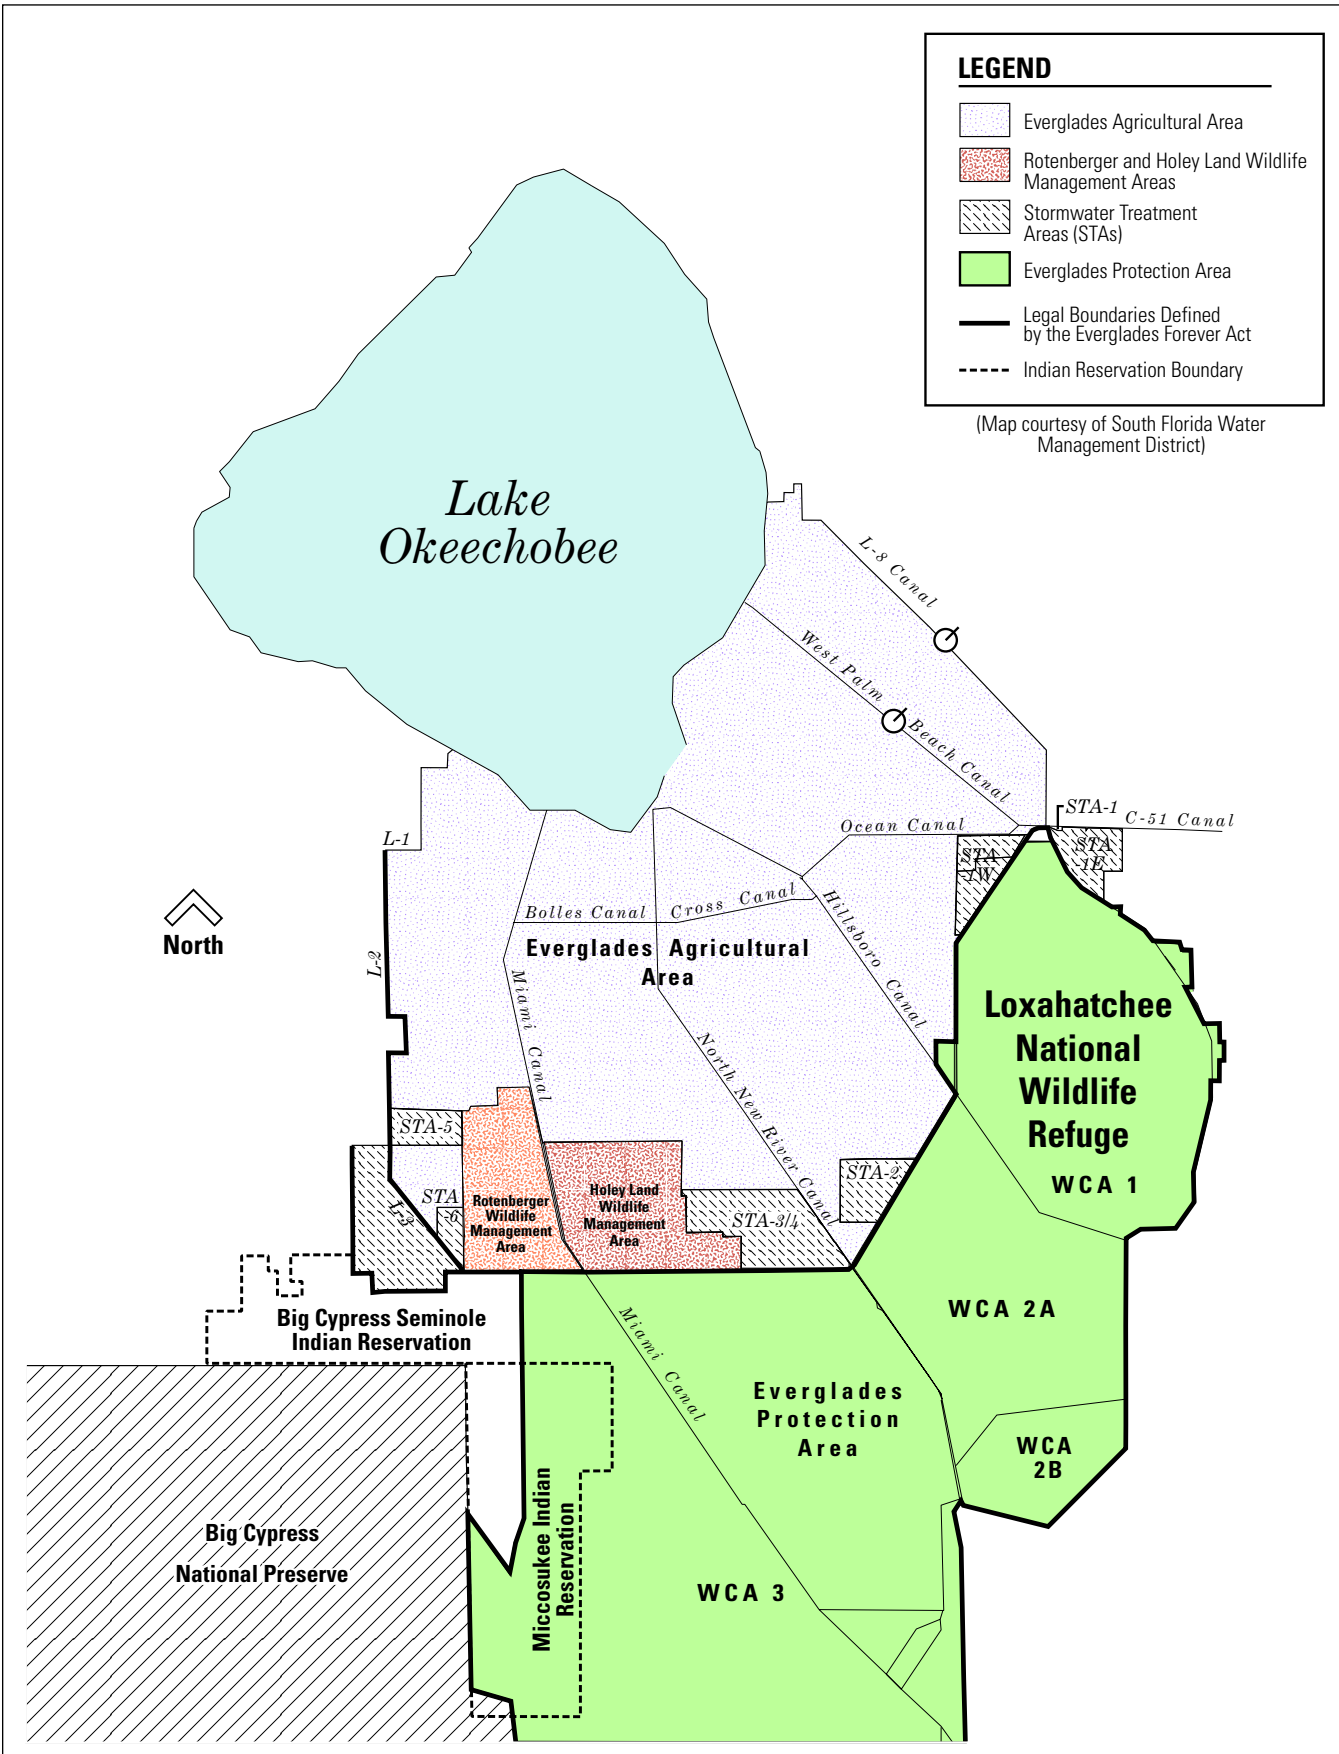 LEGEND
Everglades Agricultural Area
Rotenberger and Holey Land Wildlife
Management Areas
Stormwater Treatment
Areas (STAs)
Everglades Protection Area
Legal Boundaries Defined
by the Everglades Forever Act
Indian Reservation Boundary
(Map courtesy of South Florida Water
Management District)
Lake
Okeechobee
L-8 Canal
West Palm Beach Canal
STA-1
C-51 Canal
Ocean Canal
L-1
STA
-1W
STA
-1E
Bolles Canal
Cross Canal
Hillsboro Canal
North
L-2
Everglades Agricultural
Area
Miami Canal
North New River Canal
Loxahatchee
National
Wildlife
Refuge
WCA 1
STA-5
STA
-6
L-3
Rotenberger
Wildlife
Management
Area
Holey Land
Wildlife
Management
Area
STA-3/4
STA-2
Big Cypress Seminole
Indian Reservation
Miami Canal
WCA 2A
Everglades
Protection
Area
WCA
2B
Big Cypress
National Preserve
Miccosukee Indian
Reservation
WCA 3